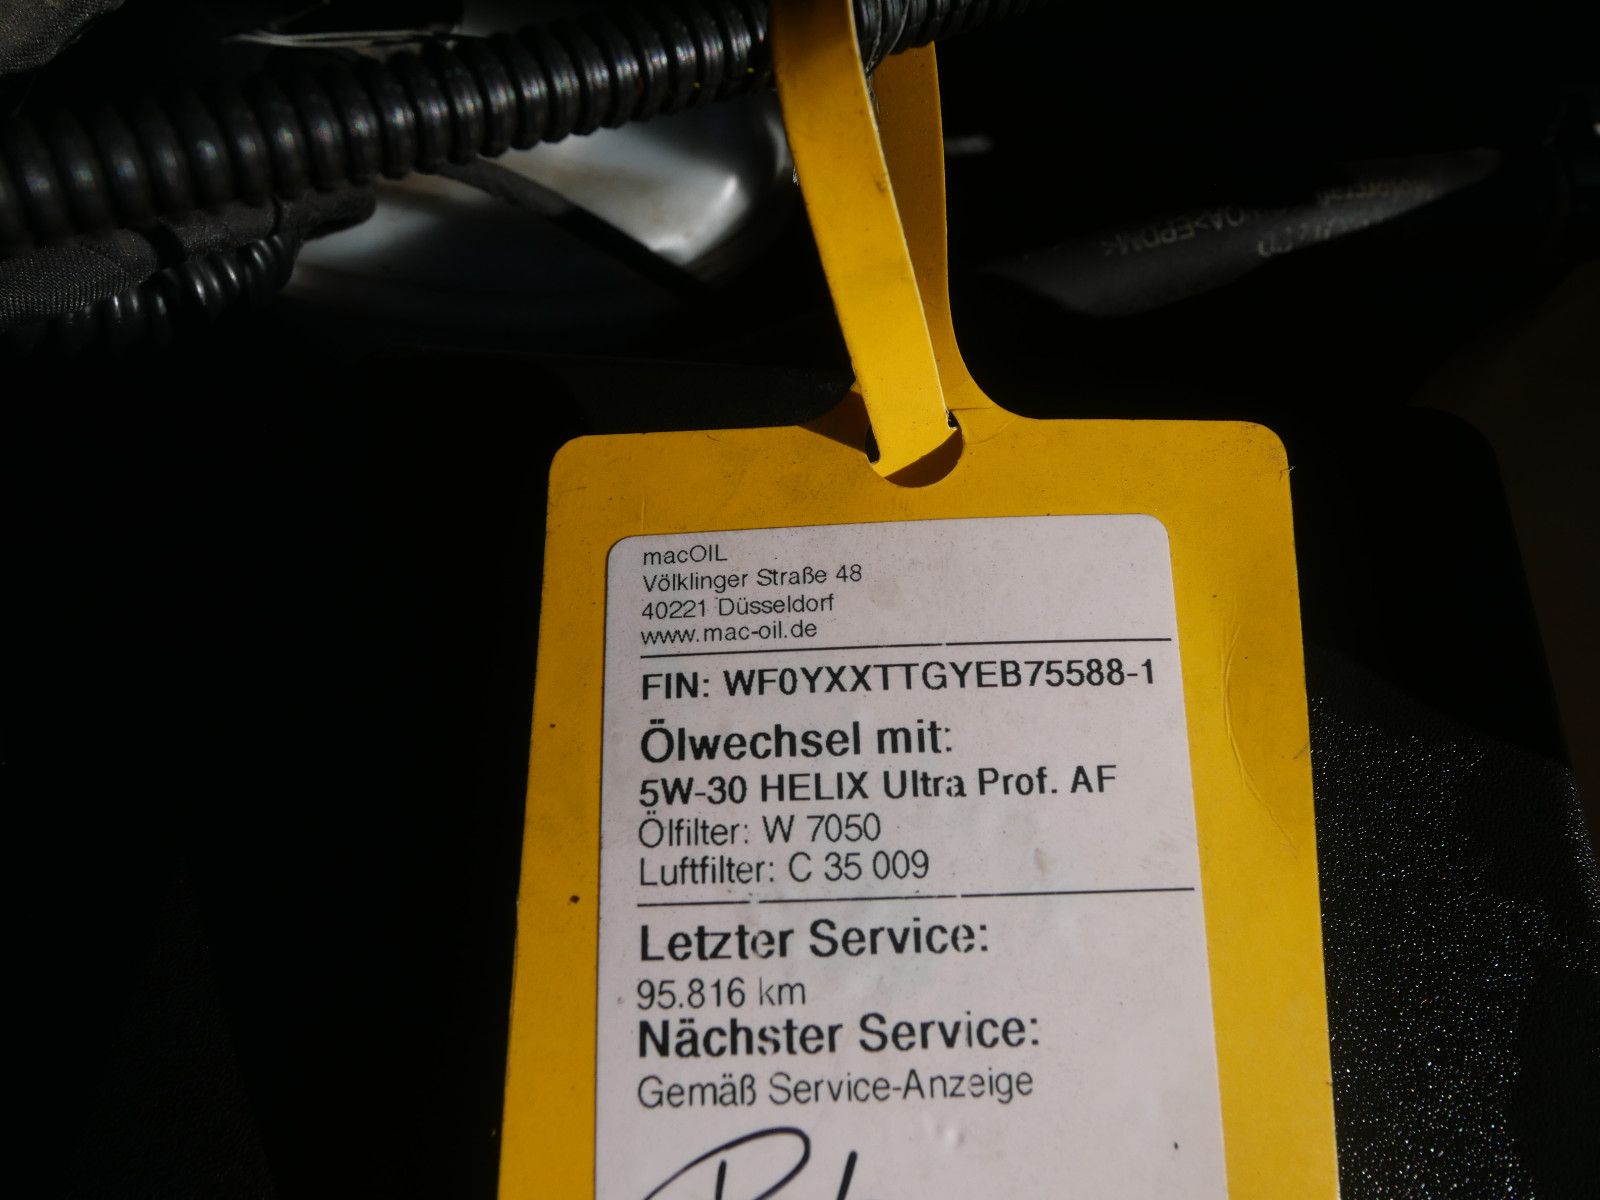 macOIL
Völklinger Straße 48
40221 Düsseldorf
www.mac-oil.de
FIN: WF0YXXTTGYEB75588-1
Ölwechsel mit:
5W-30 HELIX Ultra Prof. AF
Ölfilter: W 7050
Luftfilter: C 35 009
Letzter Service:
95.816 km
Nächster Service:
Gemäß Service-Anzeige
>EPDM<